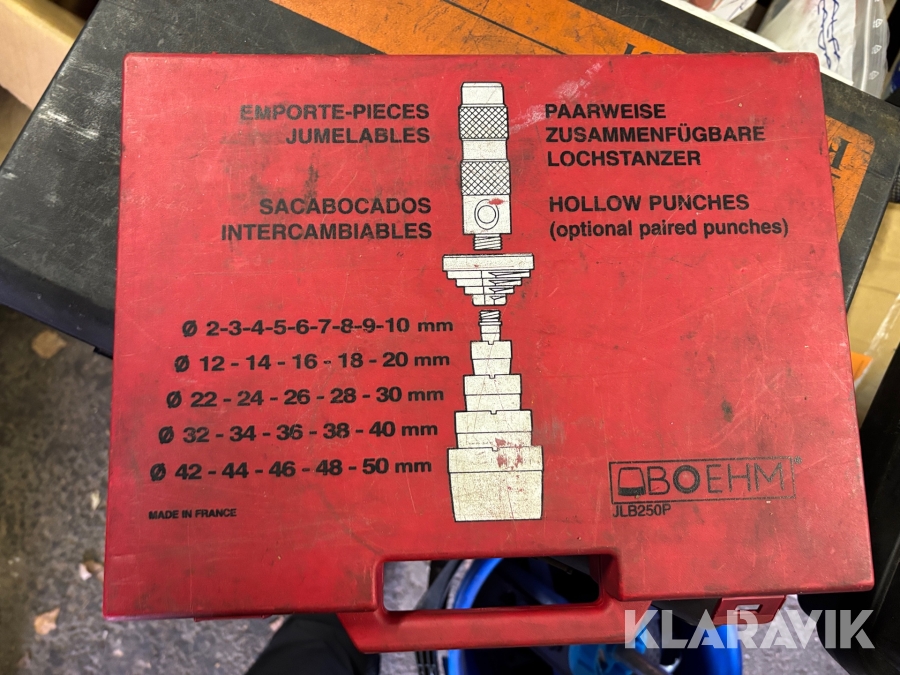 EMPORTE-PIECES
JUMELABLES
PAARWEISE
ZUSAMMENFÜGBARE
LOCHSTANZER
SACABOCADOS
INTERCAMBIABLES
HOLLOW PUNCHES
(optional paired punches)
Ø 2-3-4-5-6-7-8-9-10 mm
Ø 12 - 14 - 16 - 18 - 20 mm
Ø 22 - 24 - 26 - 28 - 30 mm
Ø 32 - 34 - 36 - 38 - 40 mm
Ø 42 - 44 - 46 - 48 - 50 mm
MADE IN FRANCE
BOEHM
JLB250P
KLARAVIK